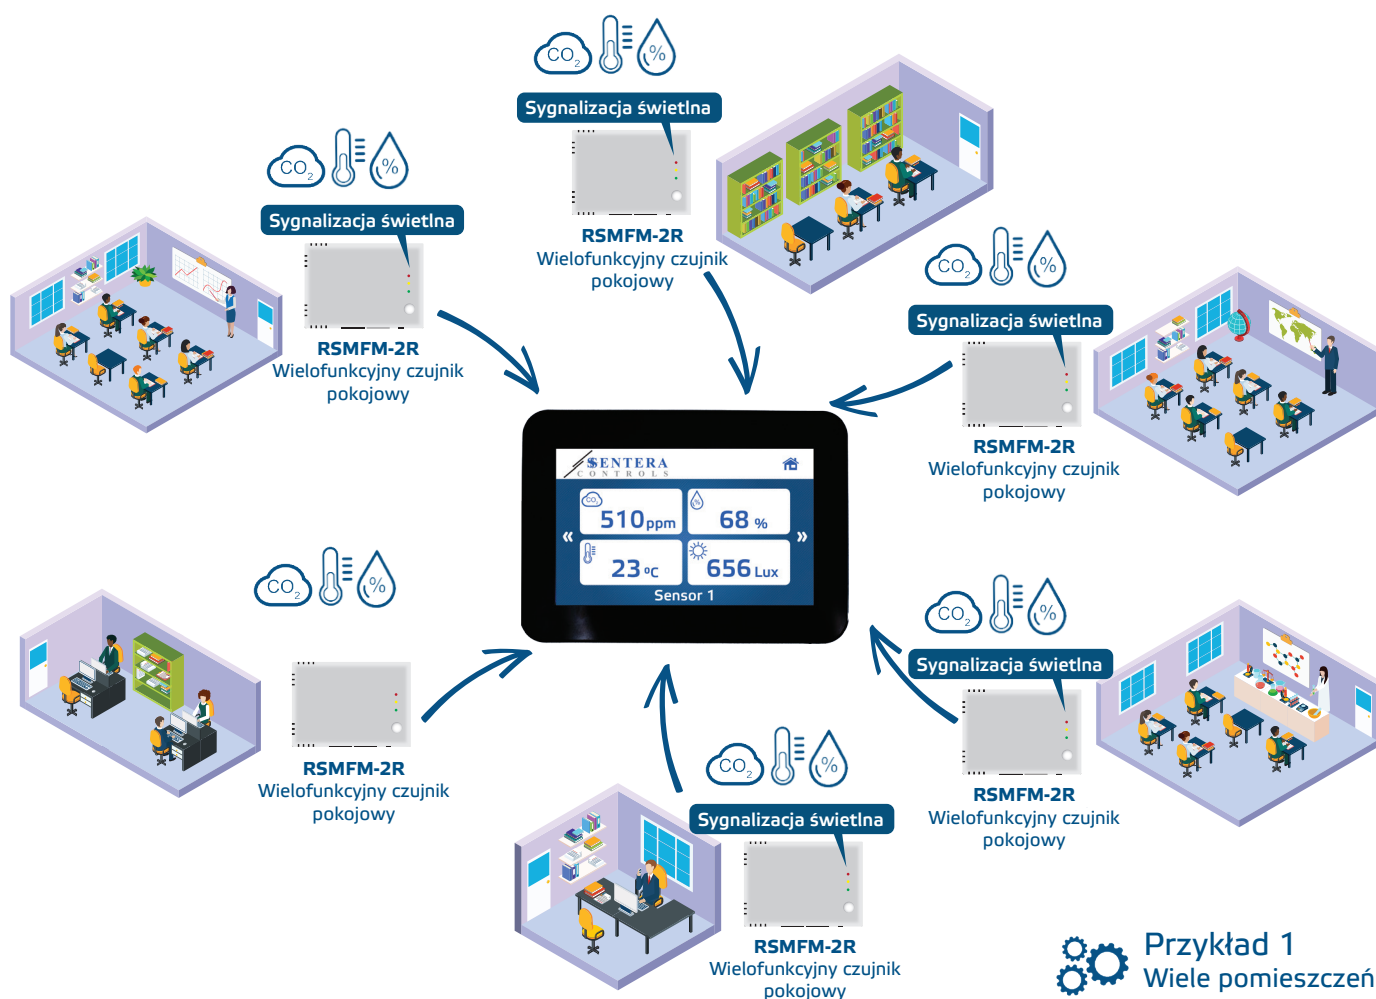 CO2
%
Sygnalizacja świetlna
RSMFM-2R
Wielofunkcyjny czujnik
pokojowy
CO2
%
Sygnalizacja świetlna
RSMFM-2R
Wielofunkcyjny czujnik
pokojowy
CO2
%
Sygnalizacja świetlna
RSMFM-2R
Wielofunkcyjny czujnik
pokojowy
SENTERA
CONTROLS
CO2
510 ppm
%
68 %
23 °C
656 Lux
« »
Sensor 1
CO2
%
RSMFM-2R
Wielofunkcyjny czujnik
pokojowy
CO2
%
Sygnalizacja świetlna
RSMFM-2R
Wielofunkcyjny czujnik
pokojowy
CO2
%
Sygnalizacja świetlna
RSMFM-2R
Wielofunkcyjny czujnik
pokojowy
Przykład 1
Wiele pomieszczeń